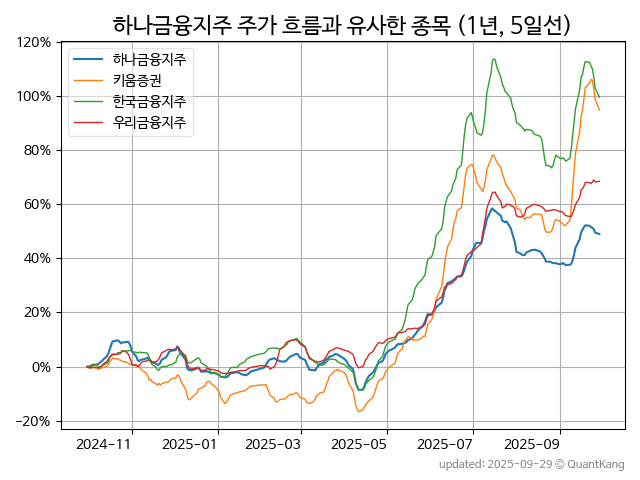 하나금융지주 주가 흐름과 유사한 종목 (1년, 5일선)
하나금융지주
키움증권
한국금융지주
우리금융지주
120%
100%
80%
60%
40%
20%
0%
−20%
2024−11
2025−01
2025−03
2025−05
2025−07
2025−09
updated: 2025-09-29 © QuantKang